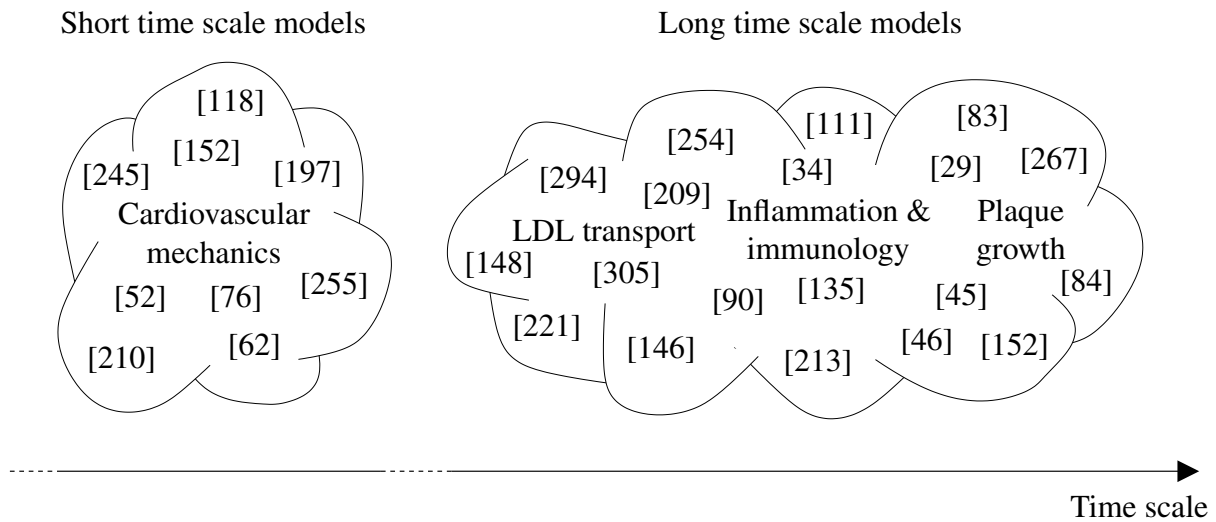 Short time scale models
Long time scale models
[118]
[152]
[245]
[197]
Cardiovascular
mechanics
[52]
[76]
[255]
[210]
[62]
[254]
[111]
[83]
[294]
[209]
[34]
[29]
[267]
LDL transport
Inflammation &
immunology
Plaque
growth
[148]
[305]
[90]
[135]
[45]
[84]
[221]
[146]
[213]
[46]
[152]
Time scale